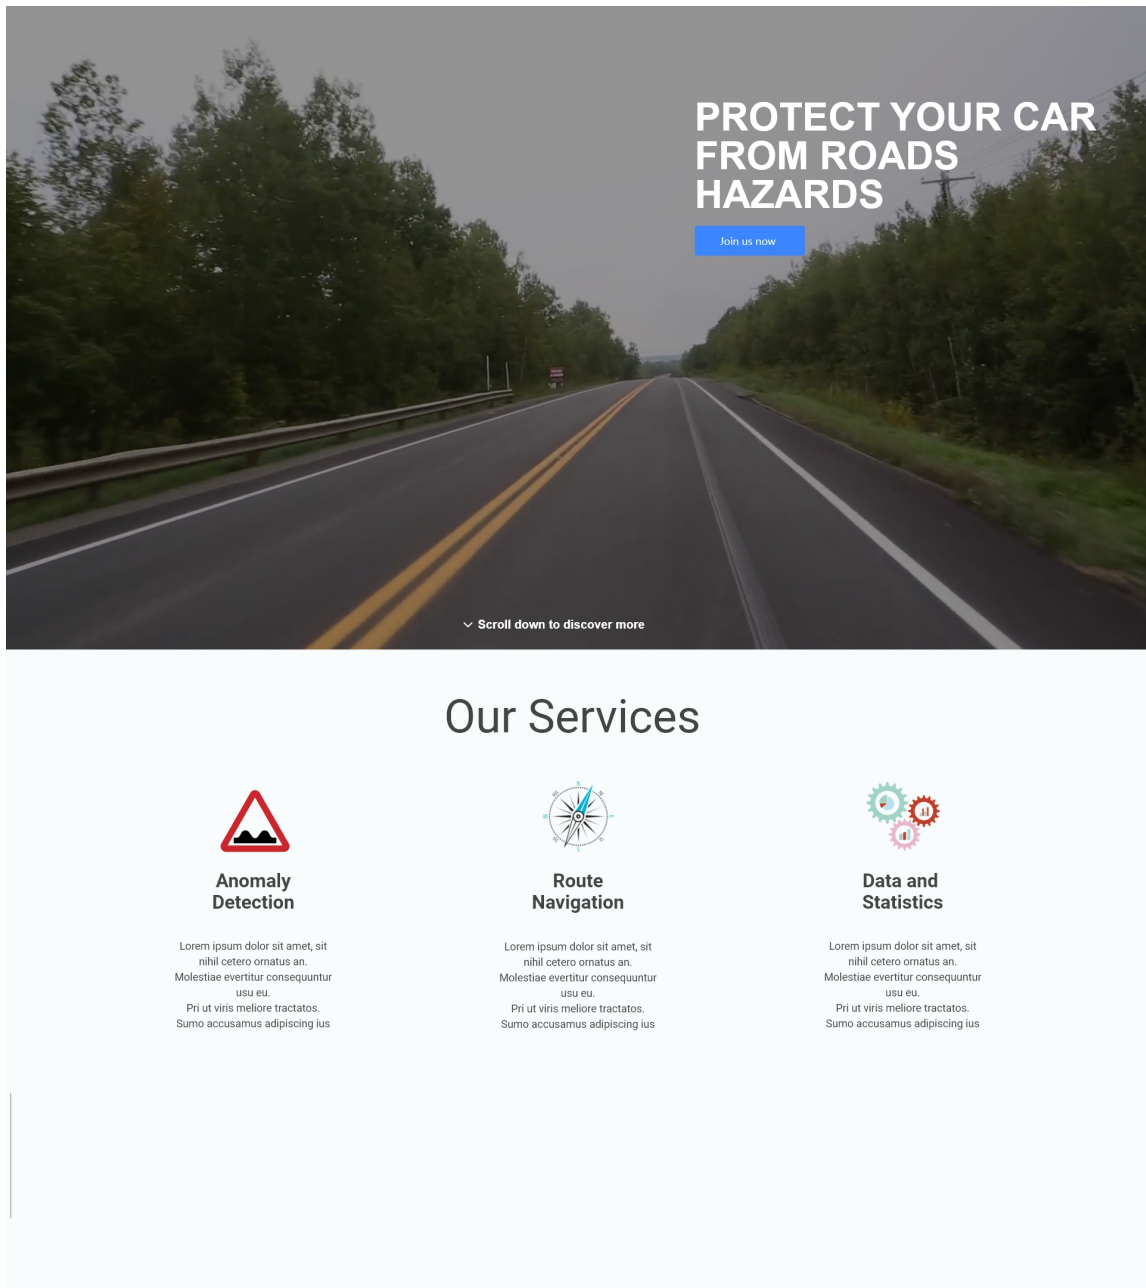 PROTECT YOUR CAR
FROM ROADS
HAZARDS
Join us now
Scroll down to discover more
Our Services
Anomaly
Detection
Lorem ipsum dolor sit amet, sit
nihil cetero ornatus an.
Molestiae evertitur consequuntur
usu eu.
Pri ut viris meliore tractatos.
Sumo accusamus adipiscing ius
Route
Navigation
Lorem ipsum dolor sit amet, sit
nihil cetero ornatus an.
Molestiae evertitur consequuntur
usu eu.
Pri ut viris meliore tractatos.
Sumo accusamus adipiscing ius
Data and
Statistics
Lorem ipsum dolor sit amet, sit
nihil cetero ornatus an.
Molestiae evertitur consequuntur
usu eu.
Pri ut viris meliore tractatos.
Sumo accusamus adipiscing ius